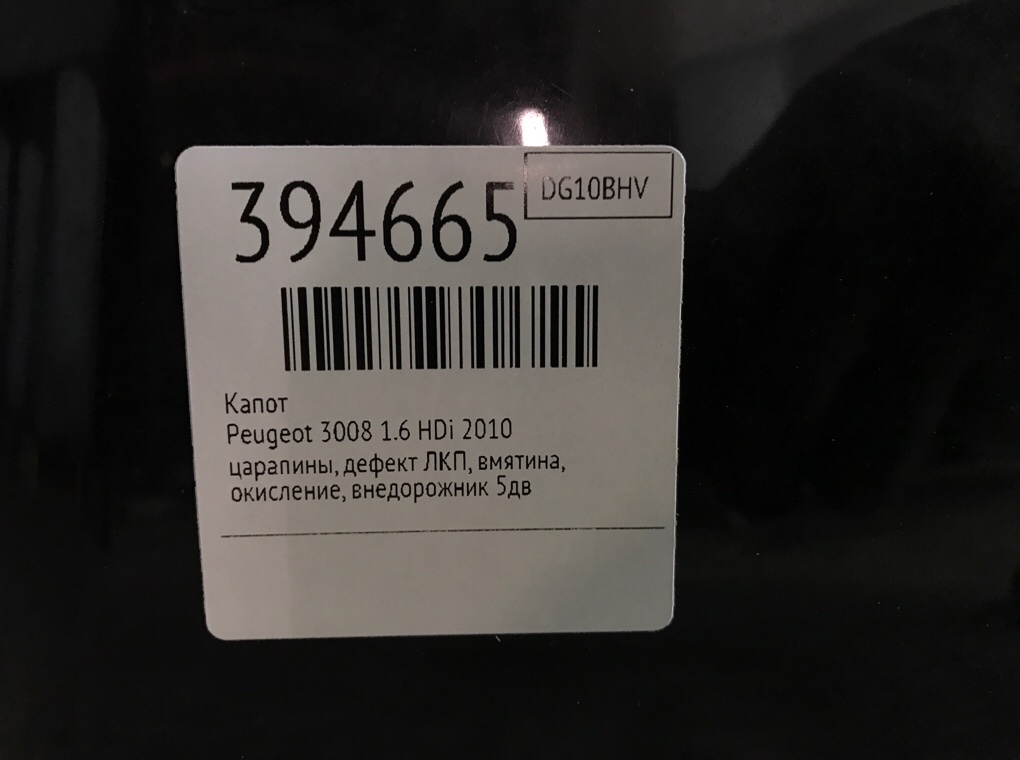 394665
DG10BHV
Капот
Peugeot 3008 1.6 HDi 2010
царапины, дефект ЛКП, вмятина,
окисление, внедорожник 5дв